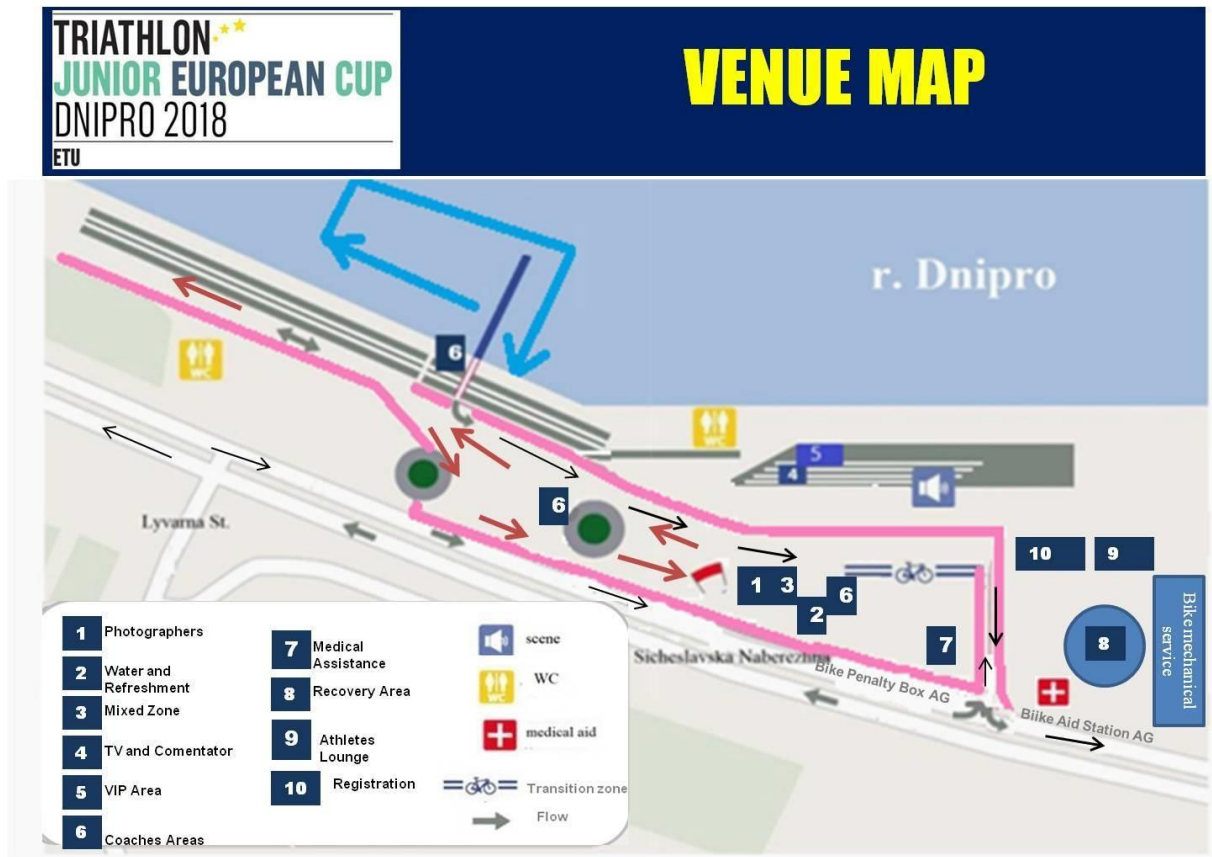 TRIATHLON
JUNIOR EUROPEAN CUP
DNIPRO 2018
ETU
VENUE MAP
r. Dnipro
WC
6
WC
5
4
6
Lyvarna St.
10
9
1
3
6
2
7
8
Bike mechanical
service
Sicheslavska Naberezhna
Bike Penalty Box AG
Biike Aid Station AG
1
Photographers
2
Water and
Refreshment
3
Mixed Zone
4
TV and Comentator
5
VIP Area
6
Coaches Areas
7
Medical
Assistance
8
Recovery Area
9
Athletes
Lounge
10
Registration
scene
WC
WC
medical aid
Transition zone
Flow